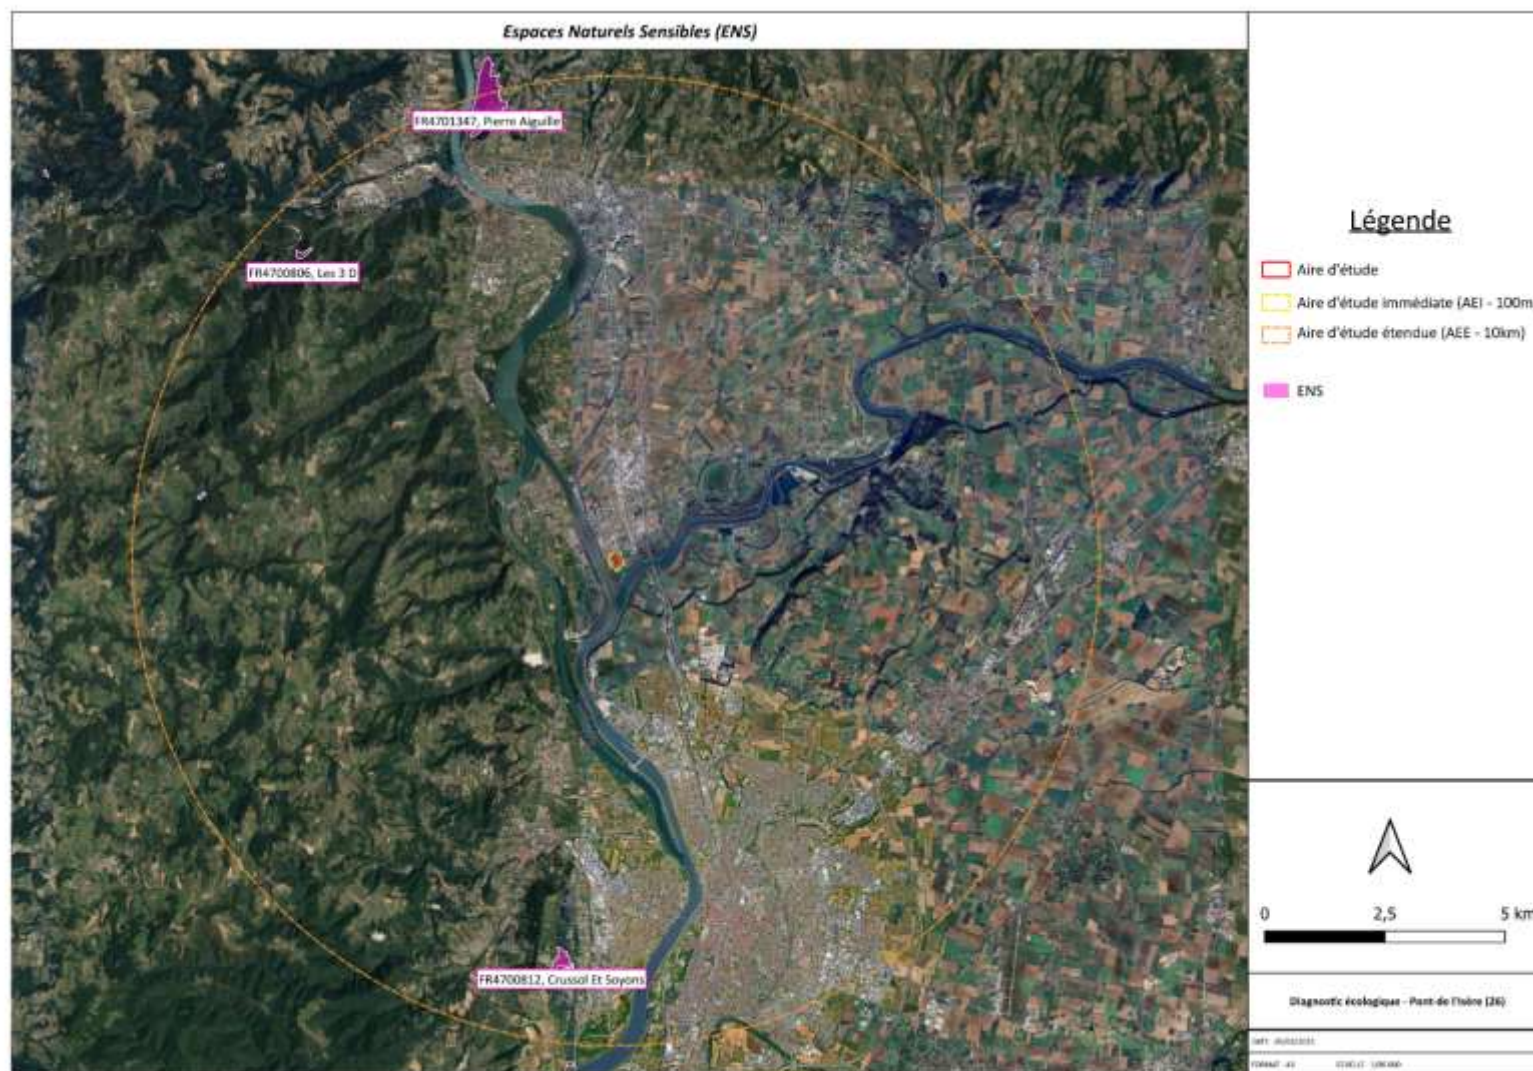 Espaces Naturels Sensibles (ENS)
FR4701347, Pierre Aiguille
FR4700806, Les 3 D
FR4700812, Crussol Et Soyons
Légende
Aire d'étude
Aire d'étude immédiate (AEI - 100m
Aire d'étude étendue (AEE - 10km)
ENS
0 2,5 5 km
Diagnostic écologique - Pont-de-l'Isère (26)
FORMAT : A3